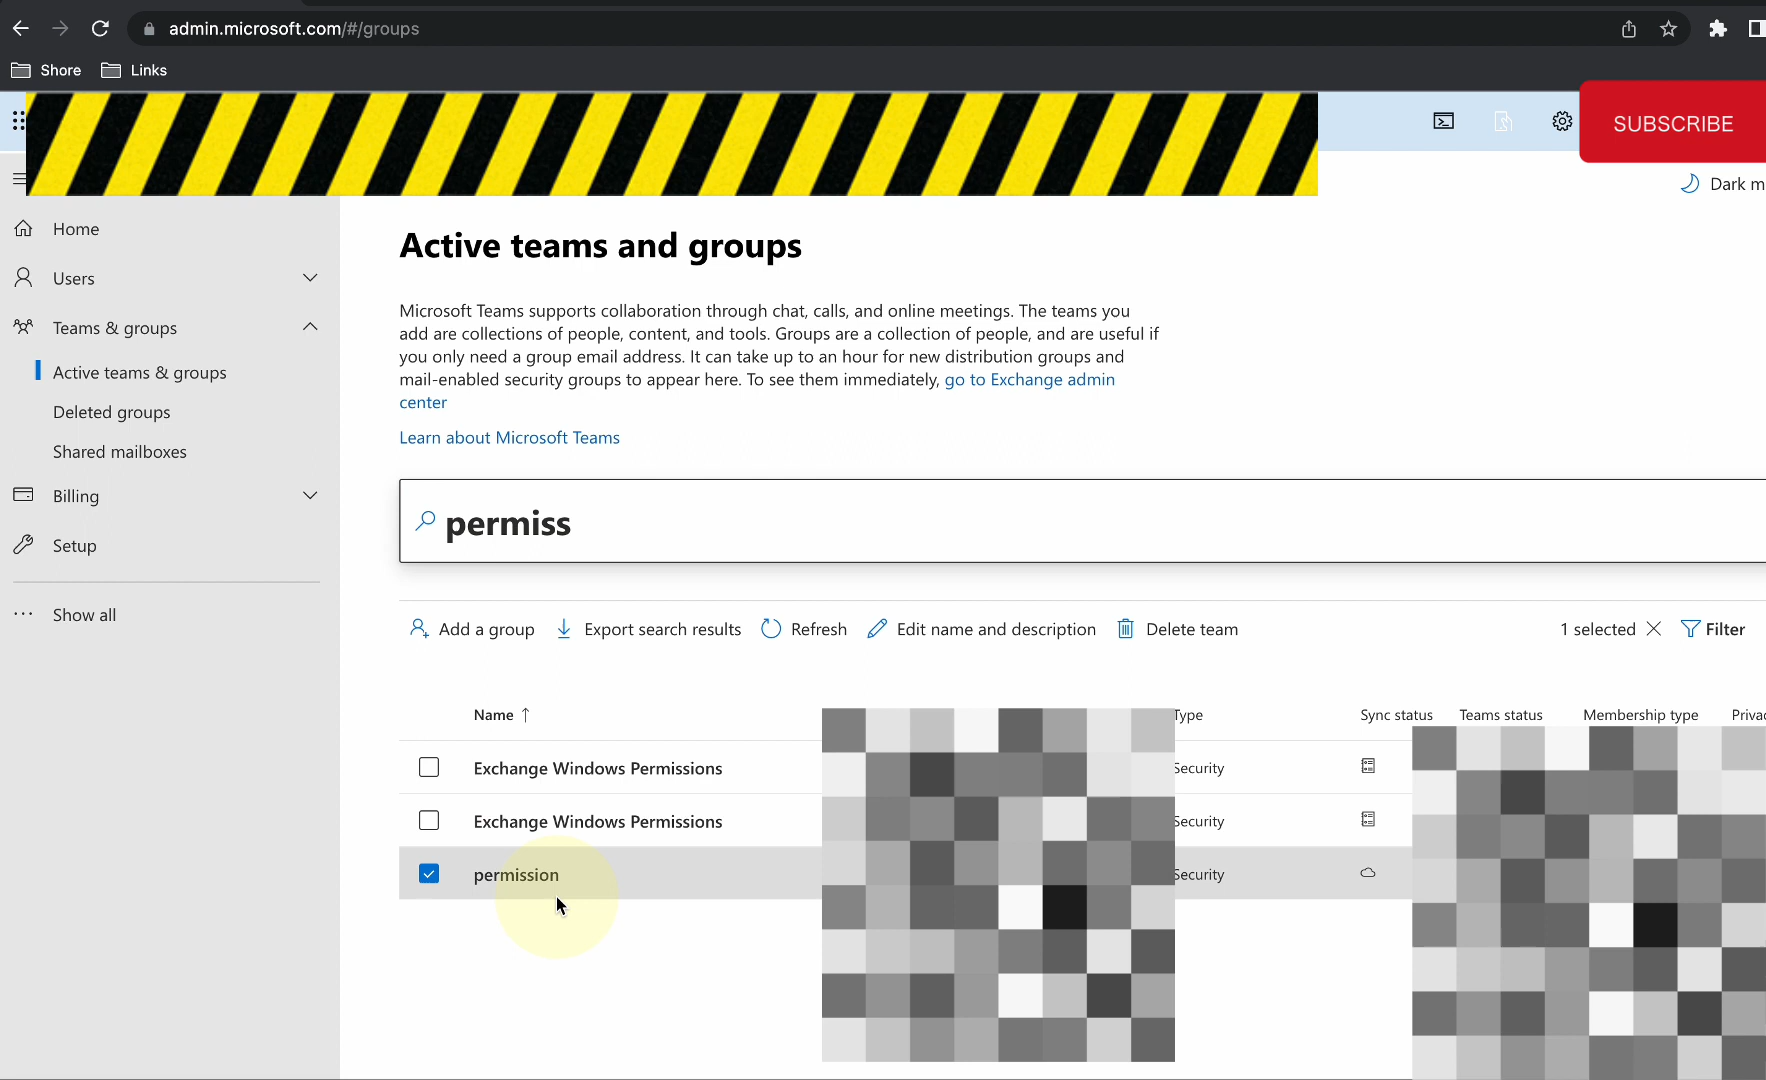 admin.microsoft.com/#/groups
Shore
Links
SUBSCRIBE
Dark m
Home
Users
Teams & groups
Active teams & groups
Deleted groups
Shared mailboxes
Billing
Setup
Show all
Active teams and groups
Microsoft Teams supports collaboration through chat, calls, and online meetings. The teams you
add are collections of people, content, and tools. Groups are a collection of people, and are useful if
you only need a group email address. It can take up to an hour for new distribution groups and
mail-enabled security groups to appear here. To see them immediately, go to Exchange admin
center
Learn about Microsoft Teams
permiss
Add a group Export search results Refresh Edit name and description Delete team 1 selected Filter
Name ↑ Type Sync status Teams status Membership type Privac
Exchange Windows Permissions Security
Exchange Windows Permissions Security
permission Security